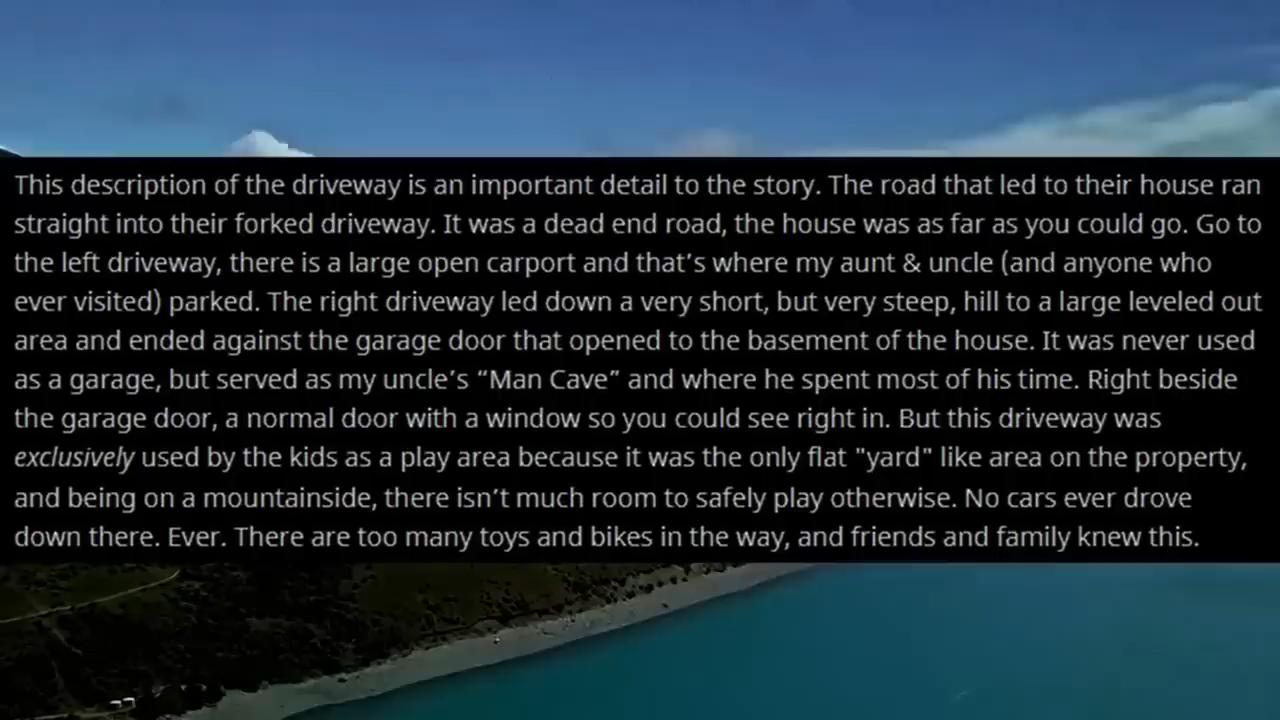 This description of the driveway is an important detail to the story. The road that led to their house ran
straight into their forked driveway. It was a dead end road, the house was as far as you could go. Go to
the left driveway, there is a large open carport and that's where my aunt & uncle (and anyone who
ever visited) parked. The right driveway led down a very short, but very steep, hill to a large leveled out
area and ended against the garage door that opened to the basement of the house. It was never used
as a garage, but served as my uncle's “Man Cave” and where he spent most of his time. Right beside
the garage door, a normal door with a window so you could see right in. But this driveway was
exclusively used by the kids as a play area because it was the only flat "yard" like area on the property,
and being on a mountainside, there isn't much room to safely play otherwise. No cars ever drove
down there. Ever. There are too many toys and bikes in the way, and friends and family knew this.